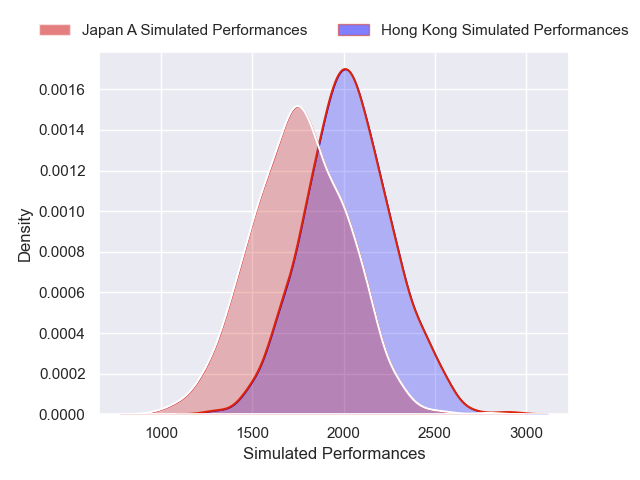 Japan A Simulated Performances
Hong Kong Simulated Performances
0.0016
0.0014
0.0012
0.0010
0.0008
0.0006
0.0004
0.0002
0.0000
Density
1000 1500 2000 2500 3000
Simulated Performances